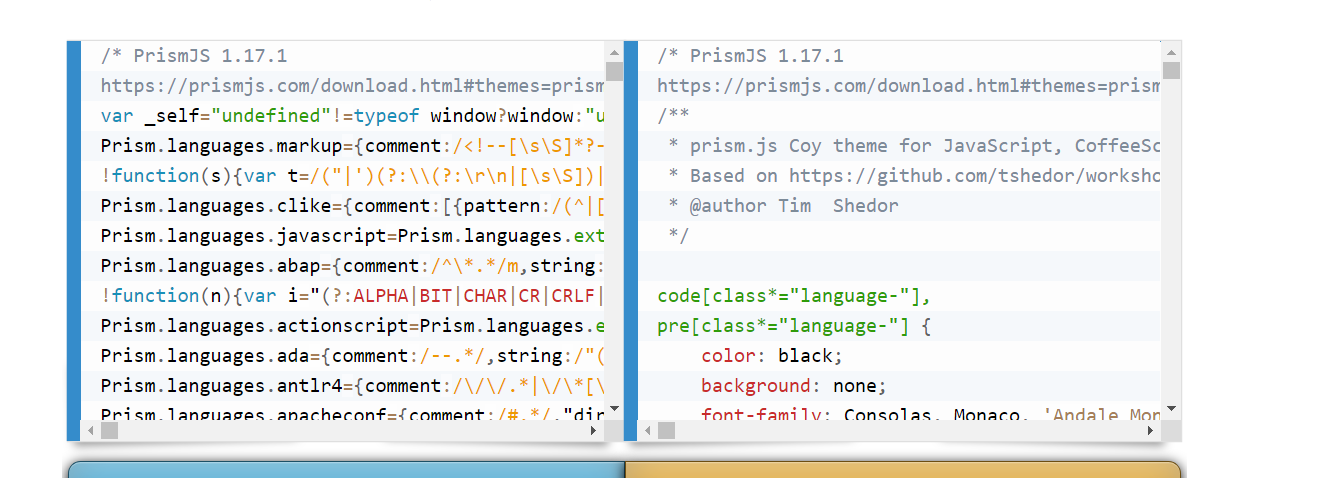 /* PrismJS 1.17.1
https://prismjs.com/download.html#themes=prism
var _self="undefined"!=typeof window?window:"u
Prism.languages.markup={comment:/<!--[\s\S]*?-
!function(s){var t=/("|')(?:\\(?:\r\n|[\s\S])|
Prism.languages.clike={comment:[{pattern:/(^|[
Prism.languages.javascript=Prism.languages.ext
Prism.languages.abap={comment:/^\*.*/m,string:
!function(n){var i="(?:ALPHA|BIT|CHAR|CR|CRLF|
Prism.languages.actionscript=Prism.languages.e
Prism.languages.ada={comment:/--.*/,string:/"(
Prism.languages.antlr4={comment:/\/\/.*|\/\*[\
Prism.languages.apacheconf={comment:/#.*/,"dir
/* PrismJS 1.17.1
https://prismjs.com/download.html#themes=prism
/**
 * prism.js Coy theme for JavaScript, CoffeeSc
 * Based on https://github.com/tshedor/worksho
 * @author Tim  Shedor
 */
code[class*="language-"],
pre[class*="language-"] {
    color: black;
    background: none;
    font-family: Consolas, Monaco, 'Andale Mon